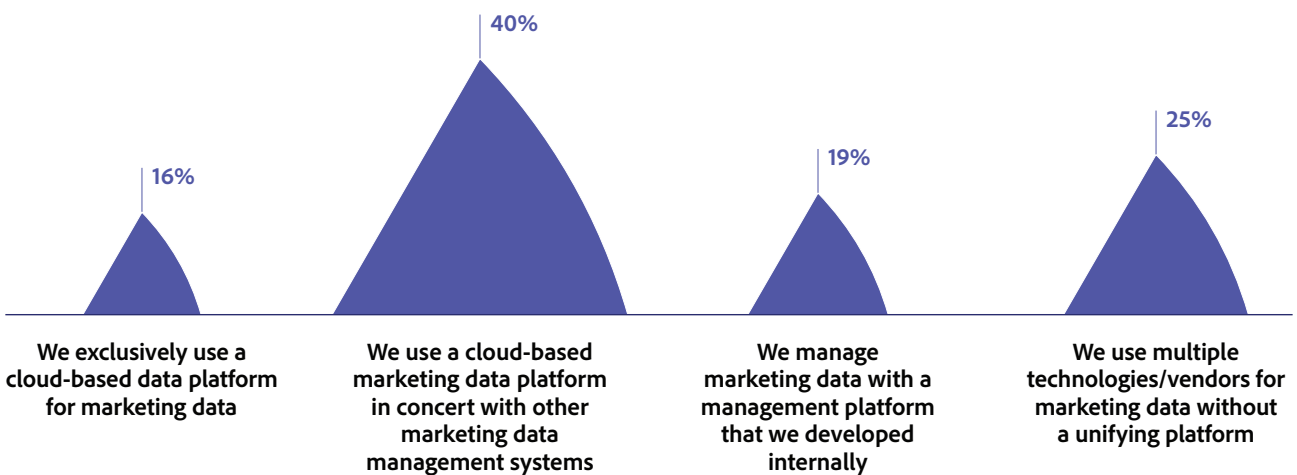 40%
25%
19%
16%
We exclusively use a
cloud-based data platform
for marketing data
We use a cloud-based
marketing data platform
in concert with other
marketing data
management systems
We manage
marketing data with a
management platform
that we developed
internally
We use multiple
technologies/vendors for
marketing data without
a unifying platform